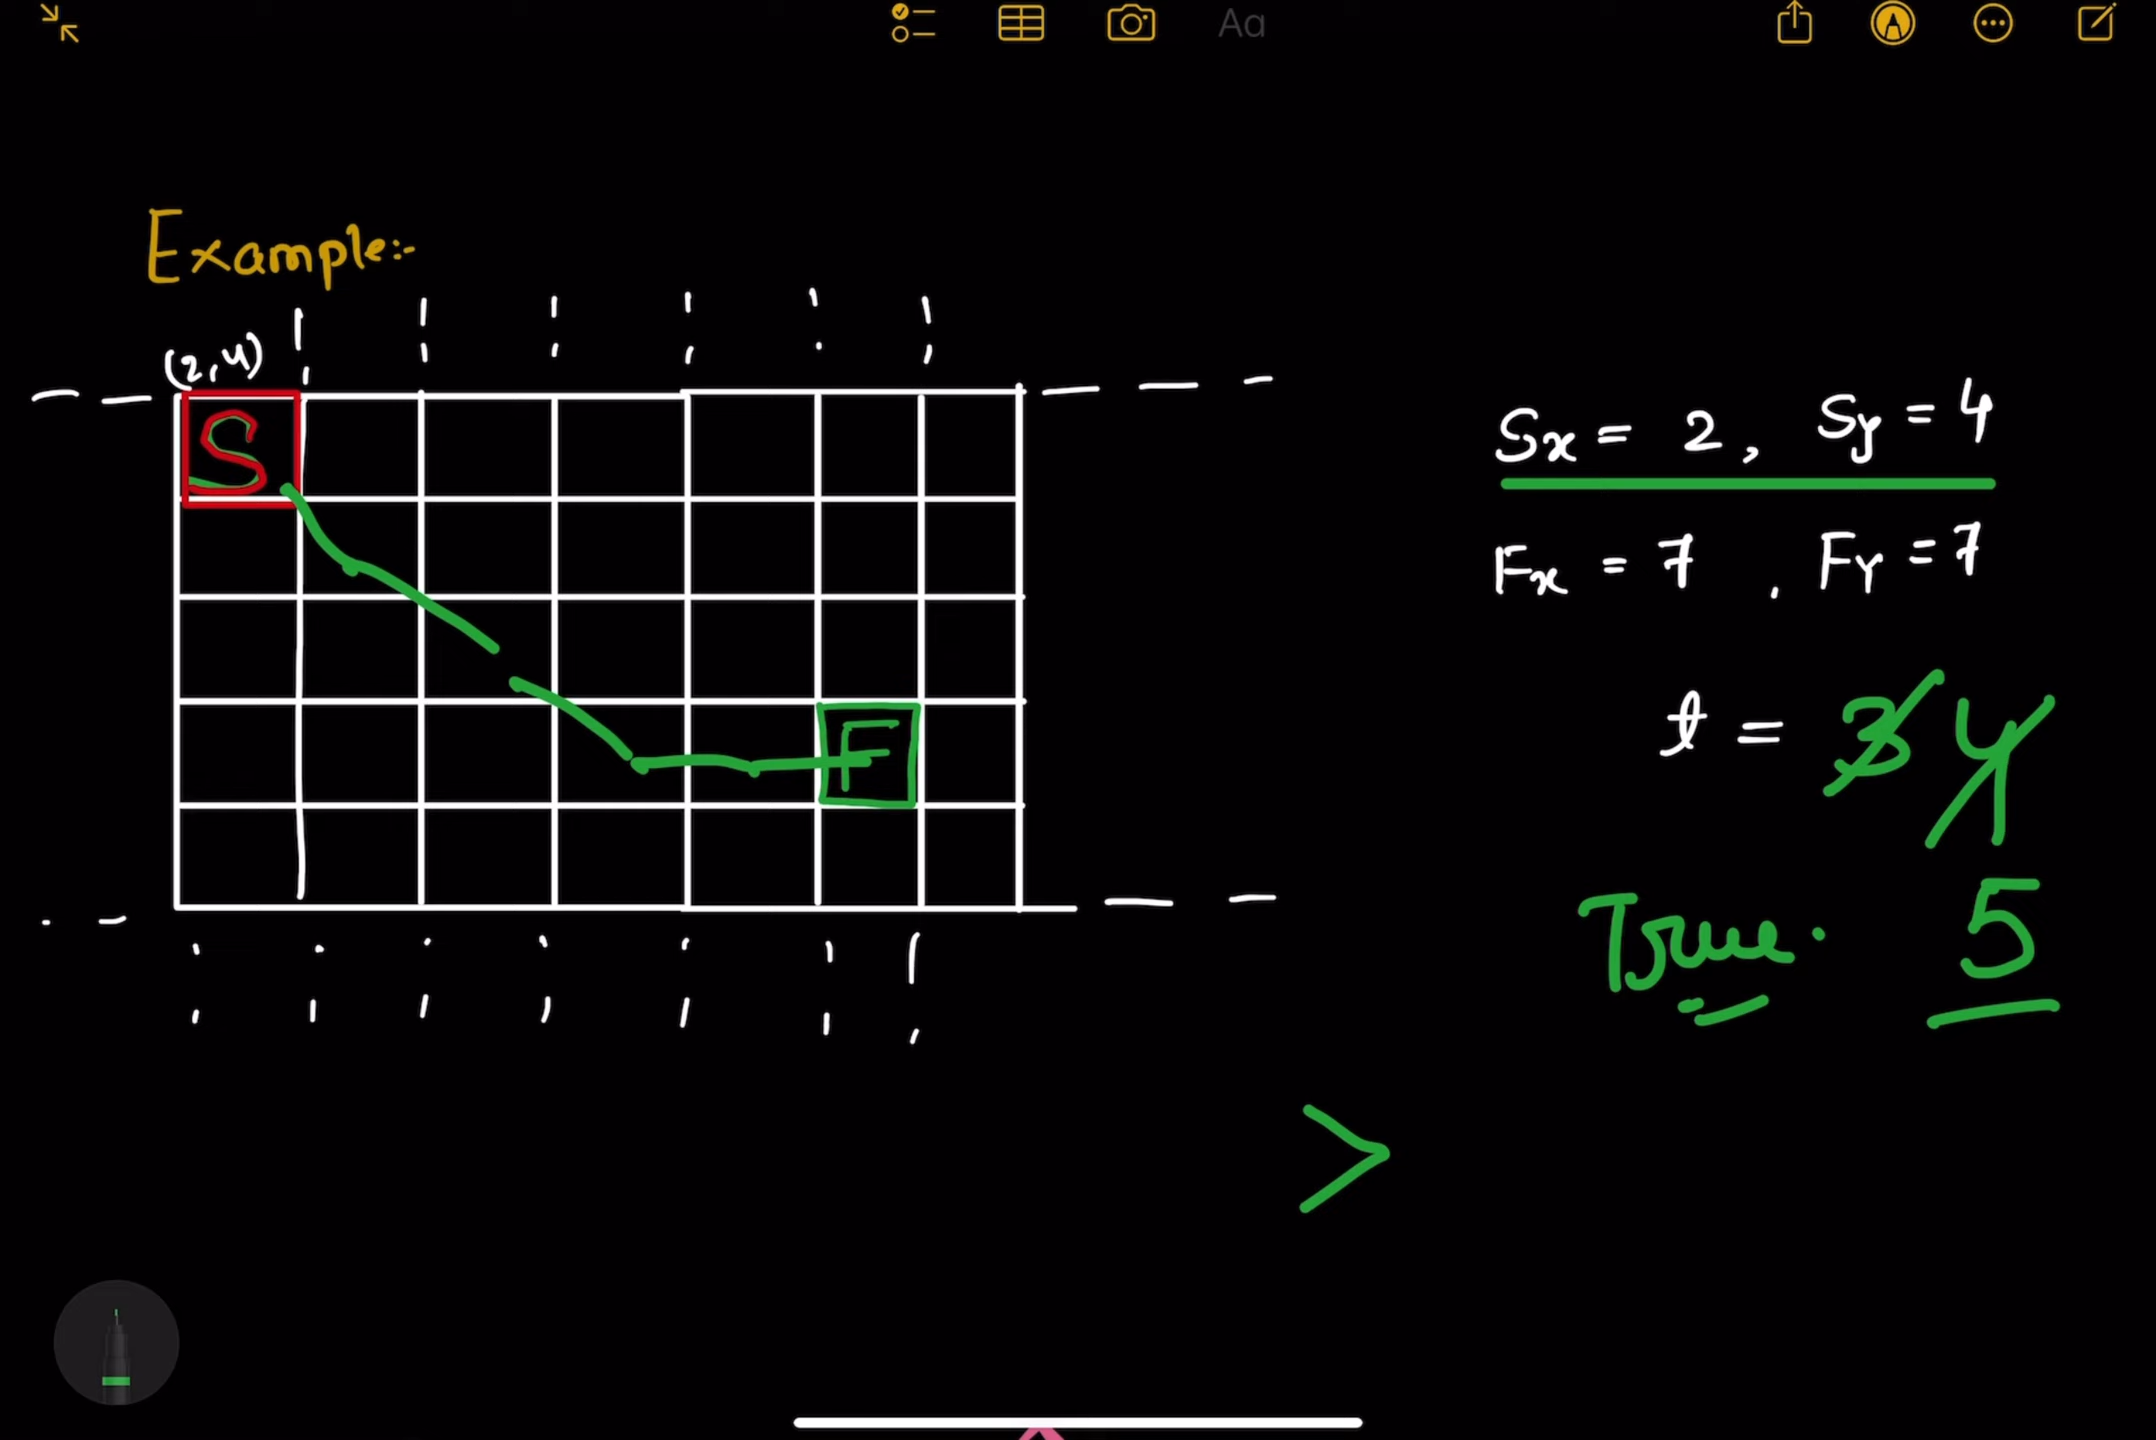 Aa
Example:-
(2,4)
S
F
Sx = 2, Sy = 4
Fx = 7, Fy = 7
t = 3 4
True. 5
>